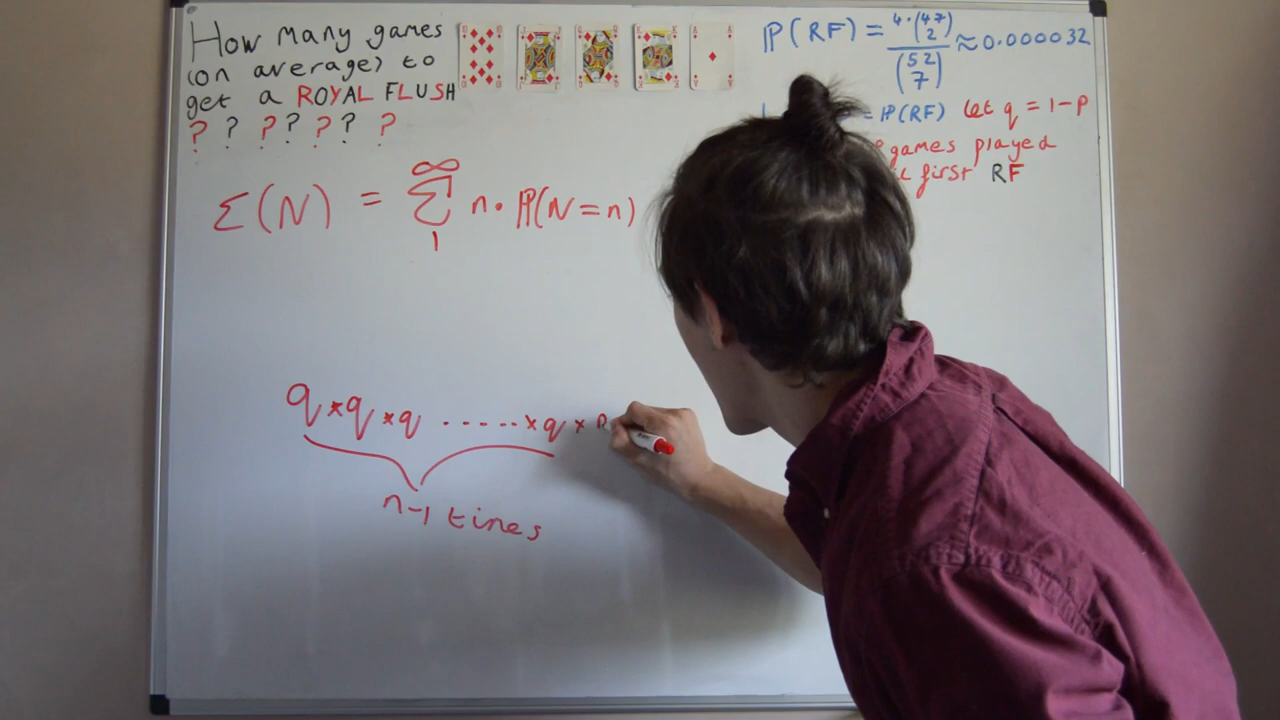 How many games
(on average) to
get a ROYAL FLUSH
? ? ? ? ? ? ?
P(RF) = 4·(47 2) / (52 7) ≈ 0.000032
= P(RF) let q = 1-P
games played
first RF
Σ(N) = ∞ Σ 1 n. P(N=n)
q * q * q ...... * q *
n-1 times